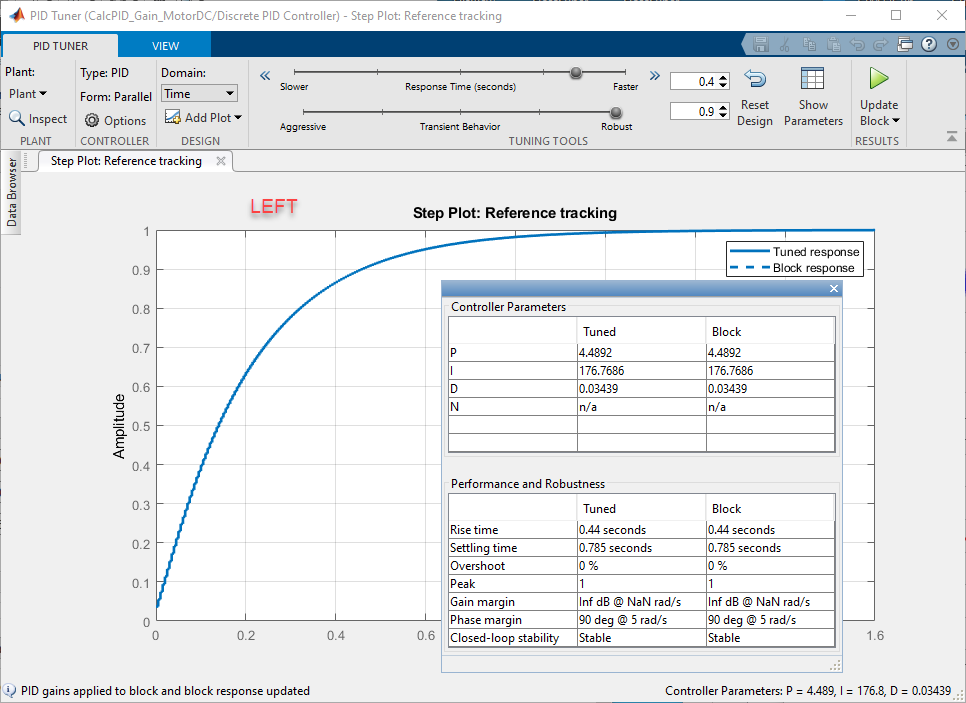 PID Tuner (CalcPID_Gain_MotorDC/Discrete PID Controller) - Step Plot: Reference tracking
PID TUNER VIEW
Plant: Type: PID Domain:
Plant Form: Parallel Time
Inspect Options Add Plot
Slower Response Time (seconds) Faster 0.4
Aggressive Transient Behavior Robust 0.9
Reset Design Show Parameters Update Block
PLANT CONTROLLER DESIGN TUNING TOOLS RESULTS
Data Browser
Step Plot: Reference tracking
LEFT
Step Plot: Reference tracking
Tuned response
Block response
Amplitude
1
0.9
0.8
0.7
0.6
0.5
0.4
0.3
0.2
0.1
0
0 0.2 0.4 0.6 1.6
Controller Parameters
Tuned Block
P 4.4892 4.4892
I 176.7686 176.7686
D 0.03439 0.03439
N n/a n/a
Performance and Robustness
Tuned Block
Rise time 0.44 seconds 0.44 seconds
Settling time 0.785 seconds 0.785 seconds
Overshoot 0 % 0 %
Peak 1 1
Gain margin Inf dB @ NaN rad/s Inf dB @ NaN rad/s
Phase margin 90 deg @ 5 rad/s 90 deg @ 5 rad/s
Closed-loop stability Stable Stable
PID gains applied to block and block response updated
Controller Parameters: P = 4.489, I = 176.8, D = 0.03439